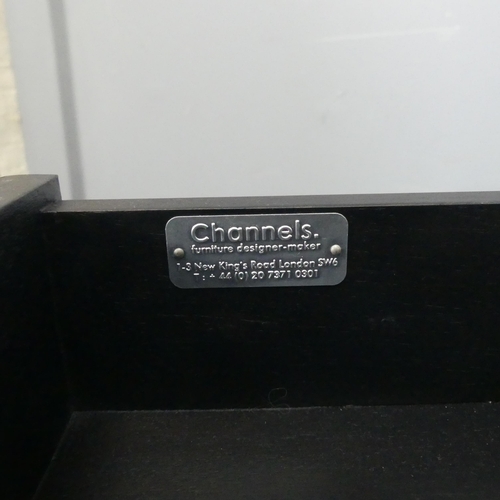 Channels.
furniture designer-maker
1-3 New King's Road London SW6
T: + 44 (0)20 7371 0301